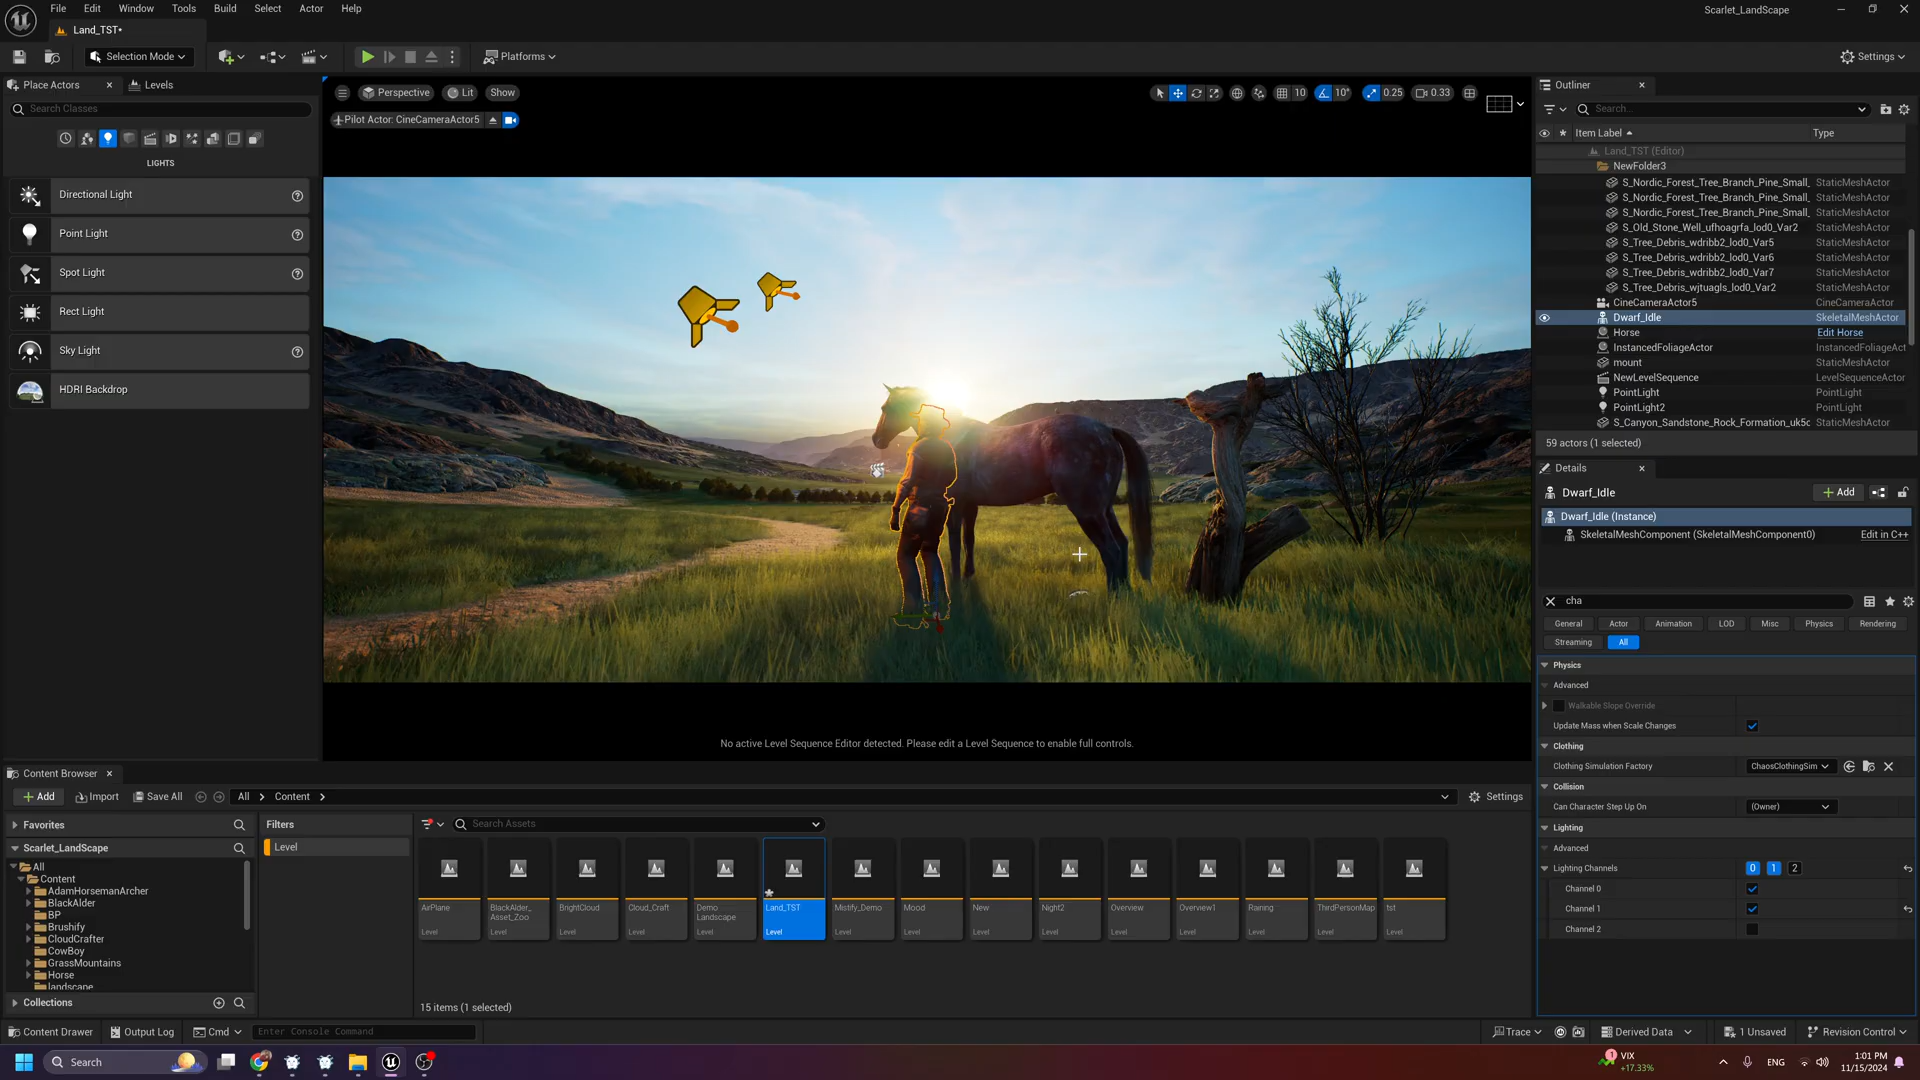 File Edit Window Tools Build Select Actor Help
Scarlet_LandScape
Land_TST•
Selection Mode
Platforms
Settings
Place Actors
Levels
Search Classes
LIGHTS
Directional Light
Point Light
Spot Light
Rect Light
Sky Light
HDRI Backdrop
Perspective
Lit
Show
10
10°
0.25
0.33
Pilot Actor: CineCameraActor5
No active Level Sequence Editor detected. Please edit a Level Sequence to enable full controls.
Outliner
Search...
Item Label
Type
Land_TST (Editor)
NewFolder3
S_Nordic_Forest_Tree_Branch_Pine_Small_ StaticMeshActor
S_Nordic_Forest_Tree_Branch_Pine_Small_ StaticMeshActor
S_Nordic_Forest_Tree_Branch_Pine_Small_ StaticMeshActor
S_Old_Stone_Well_ufhoagrfa_lod0_Var2 StaticMeshActor
S_Tree_Debris_wdribb2_lod0_Var5 StaticMeshActor
S_Tree_Debris_wdribb2_lod0_Var6 StaticMeshActor
S_Tree_Debris_wdribb2_lod0_Var7 StaticMeshActor
S_Tree_Debris_wjtuagls_lod0_Var2 StaticMeshActor
CineCameraActor5 CineCameraActor
Dwarf_Idle SkeletalMeshActor
Horse Edit Horse
InstancedFoliageActor InstancedFoliageAct
mount StaticMeshActor
NewLevelSequence LevelSequenceActor
PointLight PointLight
PointLight2 PointLight
S_Canyon_Sandstone_Rock_Formation_uk5c StaticMeshActor
59 actors (1 selected)
Details
Dwarf_Idle
Add
Dwarf_Idle (Instance)
SkeletalMeshComponent (SkeletalMeshComponent0)
Edit in C++
cha
General Actor Animation LOD Misc Physics Rendering
Streaming All
Physics
Advanced
Walkable Slope Override
Update Mass when Scale Changes
Clothing
Clothing Simulation Factory
ChaosClothingSim
Collision
Can Character Step Up On
(Owner)
Lighting
Advanced
Lighting Channels
0 1 2
Channel 0
Channel 1
Channel 2
Content Browser
Add
Import
Save All
All
Content
Settings
Favorites
Scarlet_LandScape
All
Content
AdamHorsemanArcher
BlackAlder
BP
Brushify
CloudCrafter
CowBoy
GrassMountains
Horse
landscape
Collections
Filters
Level
Search Assets
AirPlane
Level
BlackAlder_
Asset_Zoo
Level
BrightCloud
Level
Cloud_Craft
Level
Demo
Landscape
Level
Land_TST
Level
Mistify_Demo
Level
Mood
Level
New
Level
Night2
Level
Overview
Level
Overview1
Level
Raining
Level
ThirdPersonMap
Level
tst
Level
15 items (1 selected)
Content Drawer
Output Log
Cmd
Enter Console Command
Trace
Derived Data
1 Unsaved
Revision Control
Search
1
VIX
+17.33%
ENG
1:01 PM
11/15/2024